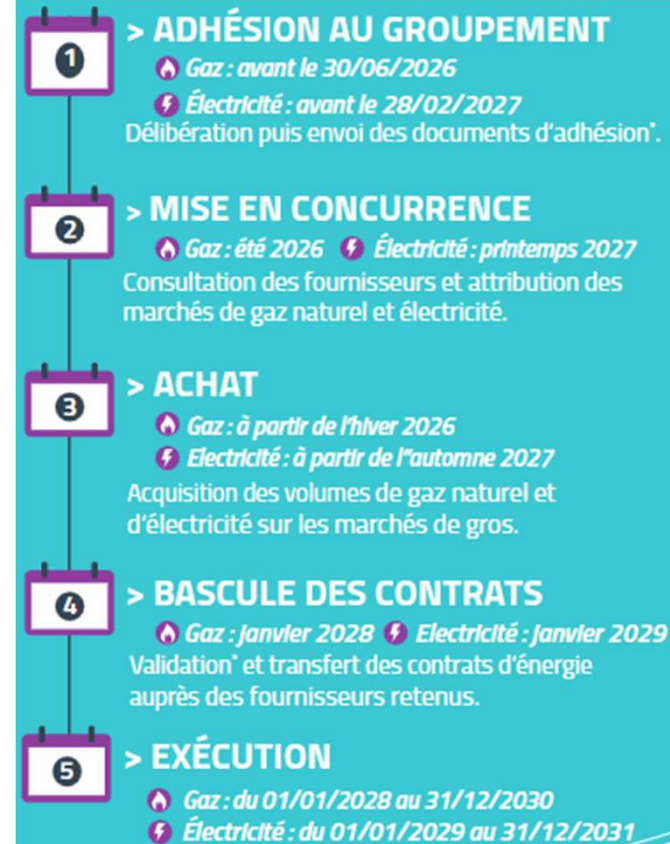 1
> ADHÉSION AU GROUPEMENT
Gaz : avant le 30/06/2026
Électricité : avant le 28/02/2027
Délibération puis envoi des documents d'adhésion*.
2
> MISE EN CONCURRENCE
Gaz : été 2026 Électricité : printemps 2027
Consultation des fournisseurs et attribution des
marchés de gaz naturel et électricité.
3
> ACHAT
Gaz : à partir de l'hiver 2026
Electricité : à partir de l''automne 2027
Acquisition des volumes de gaz naturel et
d'électricité sur les marchés de gros.
4
> BASCULE DES CONTRATS
Gaz : Janvier 2028 Electricité : Janvier 2029
Validation* et transfert des contrats d'énergie
auprès des fournisseurs retenus.
5
> EXÉCUTION
Gaz : du 01/01/2028 au 31/12/2030
Électricité : du 01/01/2029 au 31/12/2031